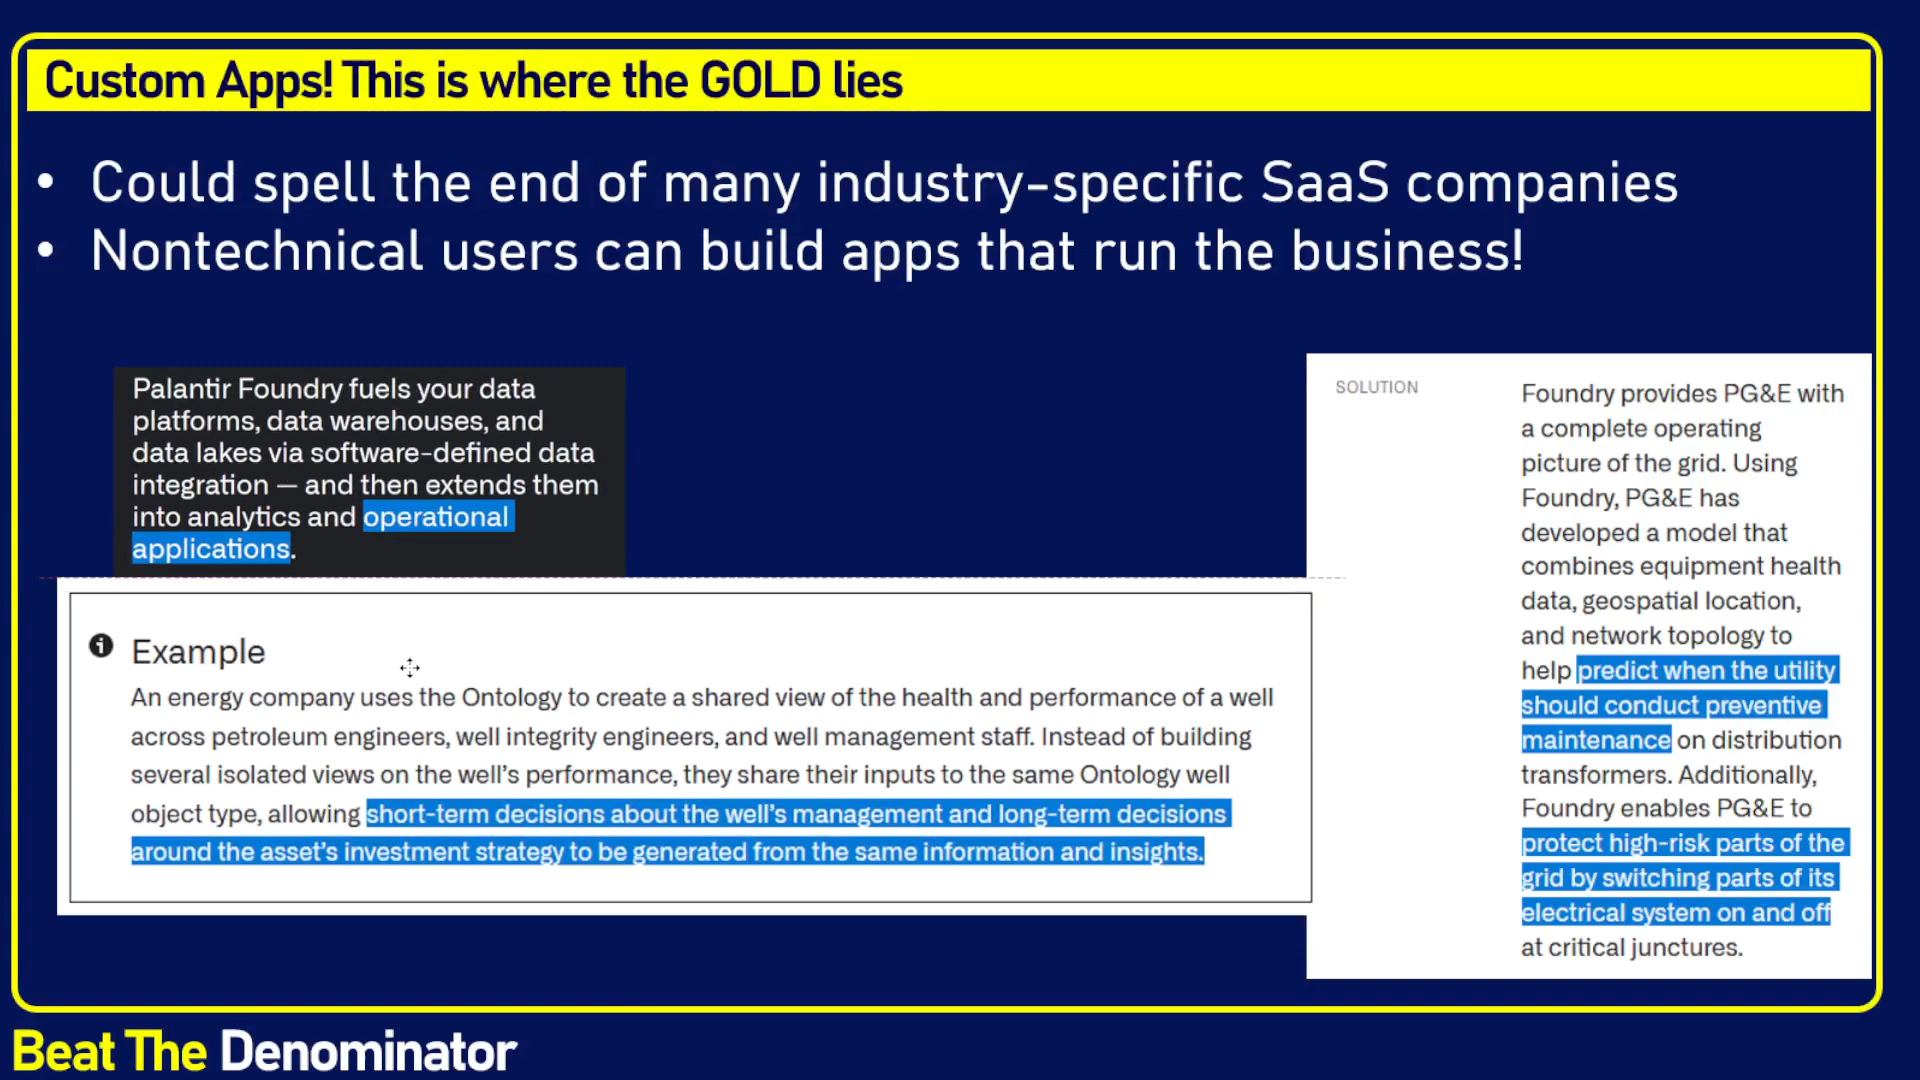 Custom Apps! This is where the GOLD lies
• Could spell the end of many industry-specific SaaS companies
• Nontechnical users can build apps that run the business!
Palantir Foundry fuels your data
platforms, data warehouses, and
data lakes via software-defined data
integration — and then extends them
into analytics and operational
applications.
Example
An energy company uses the Ontology to create a shared view of the health and performance of a well
across petroleum engineers, well integrity engineers, and well management staff. Instead of building
several isolated views on the well’s performance, they share their inputs to the same Ontology well
object type, allowing short-term decisions about the well’s management and long-term decisions
around the asset’s investment strategy to be generated from the same information and insights.
SOLUTION
Foundry provides PG&E with
a complete operating
picture of the grid. Using
Foundry, PG&E has
developed a model that
combines equipment health
data, geospatial location,
and network topology to
help predict when the utility
should conduct preventive
maintenance on distribution
transformers. Additionally,
Foundry enables PG&E to
protect high-risk parts of the
grid by switching parts of its
electrical system on and off
at critical junctures.
Beat The Denominator